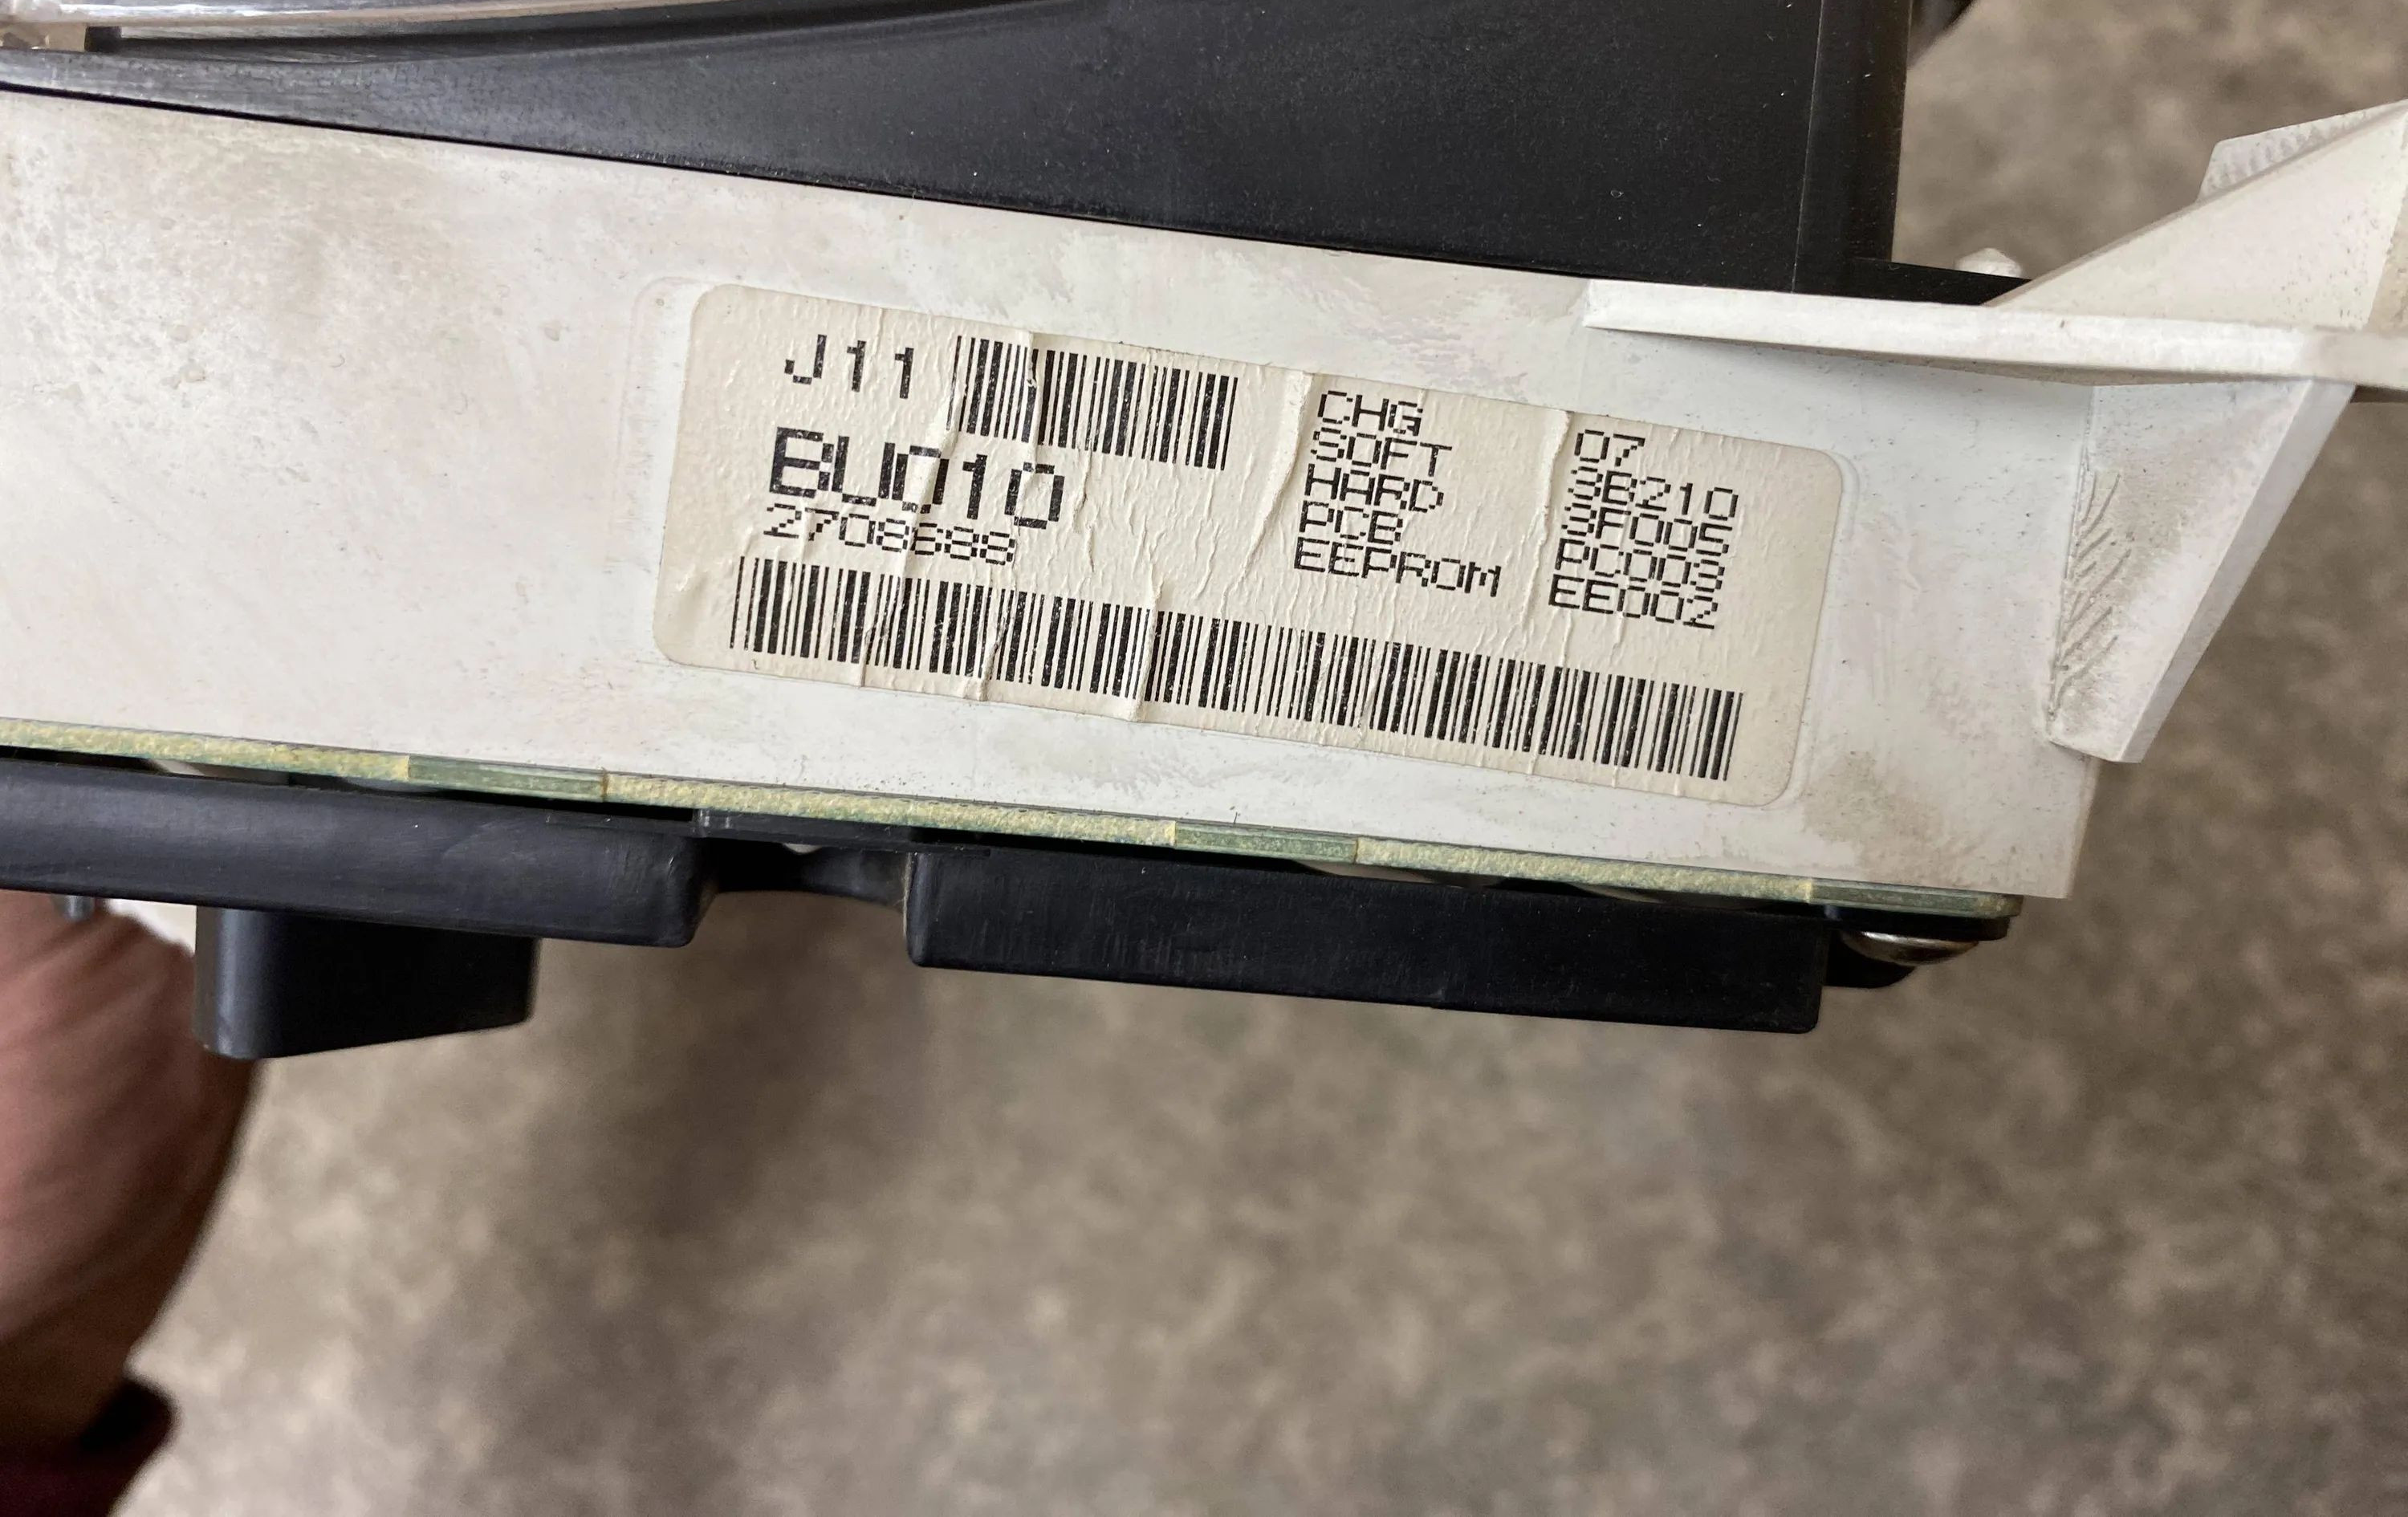 J11
BU010
2708688
CHG 07
SOFT 3B210
HARD 3F005
PCB PC003
EEPROM EE002